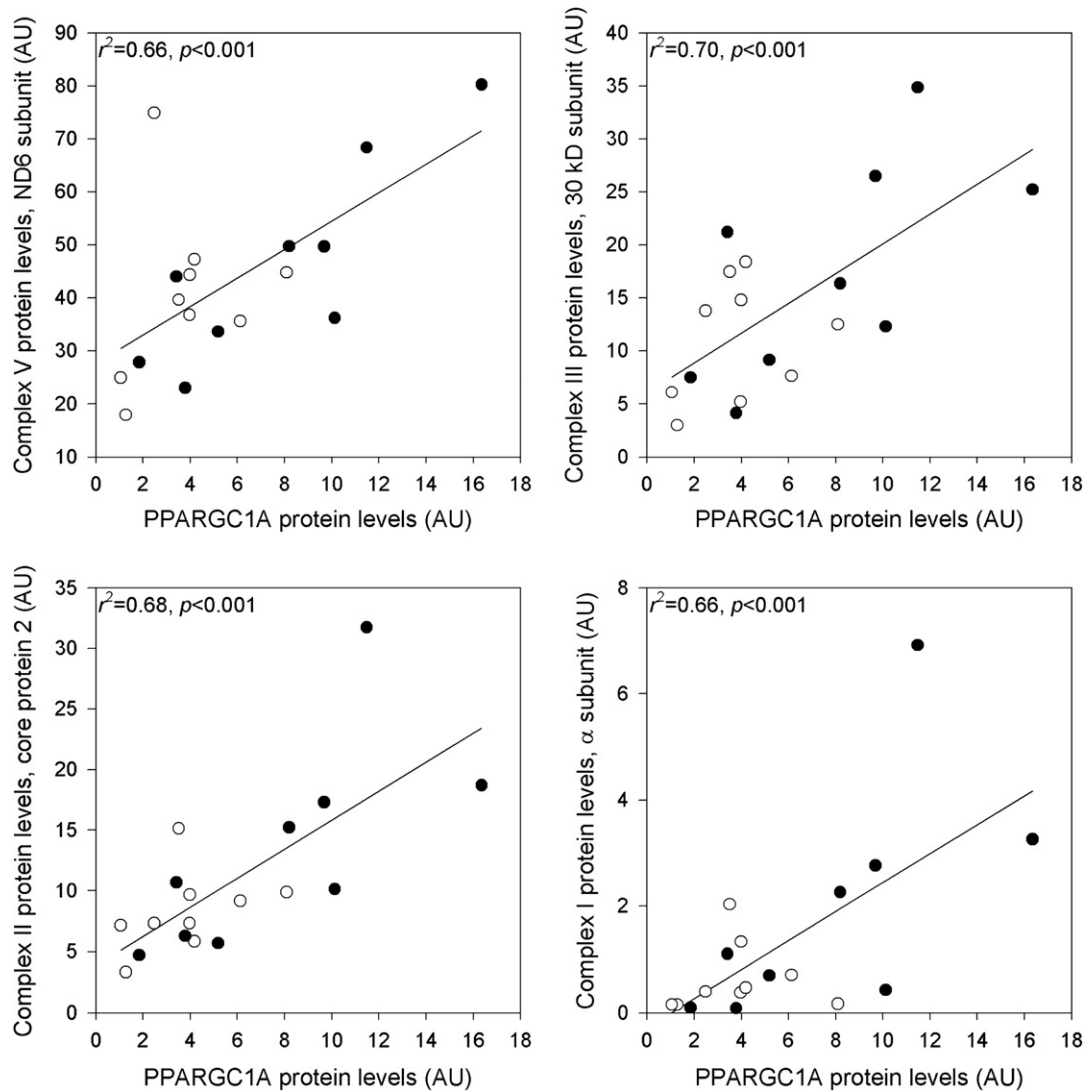 r²=0.66, p<0.001
Complex V protein levels, ND6 subunit (AU)
90
80
70
60
50
40
30
20
10
0 2 4 6 8 10 12 14 16 18
PPARGC1A protein levels (AU)
r²=0.70, p<0.001
Complex III protein levels, 30 kD subunit (AU)
40
35
30
25
20
15
10
5
0
0 2 4 6 8 10 12 14 16 18
PPARGC1A protein levels (AU)
r²=0.68, p<0.001
Complex II protein levels, core protein 2 (AU)
35
30
25
20
15
10
5
0
0 2 4 6 8 10 12 14 16 18
PPARGC1A protein levels (AU)
r²=0.66, p<0.001
Complex I protein levels, α subunit (AU)
8
6
4
2
0
0 2 4 6 8 10 12 14 16 18
PPARGC1A protein levels (AU)